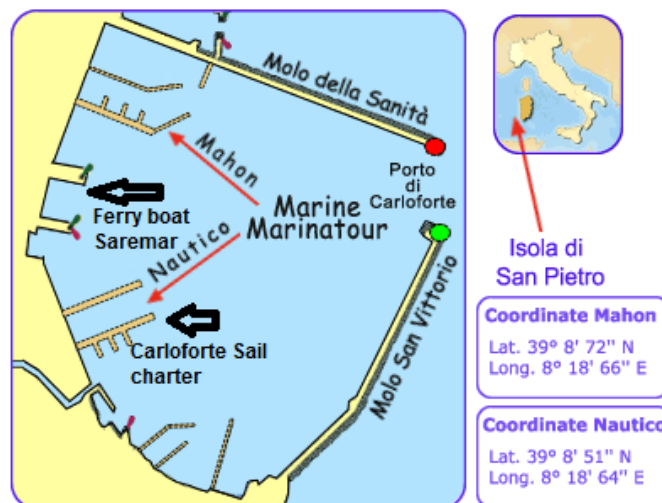 Molo della Sanità
Mahon
Porto
di
Carloforte
Ferry boat
Saremar
Marine
Marinatour
Nautico
Carloforte Sail
charter
Molo San Vittorio
Isola di
San Pietro
Coordinate Mahon
Lat. 39° 8' 72" N
Long. 8° 18' 66" E
Coordinate Nautico
Lat. 39° 8' 51" N
Long. 8° 18' 64" E